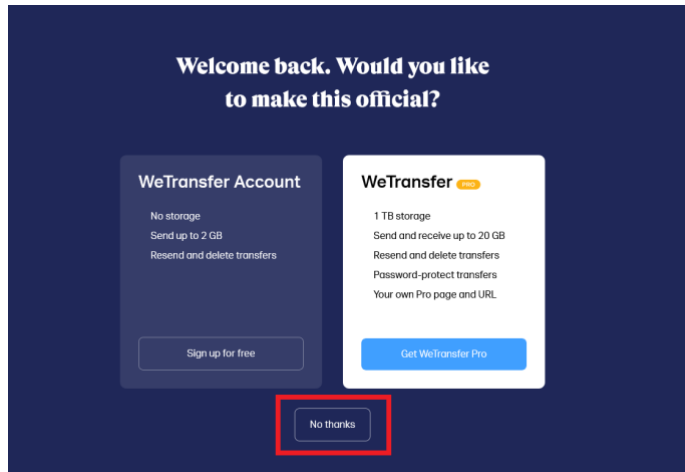 Welcome back. Would you like
to make this official?
WeTransfer Account
No storage
Send up to 2 GB
Resend and delete transfers
Sign up for free
WeTransfer PRO
1 TB storage
Send and receive up to 20 GB
Resend and delete transfers
Password-protect transfers
Your own Pro page and URL
Get WeTransfer Pro
No thanks